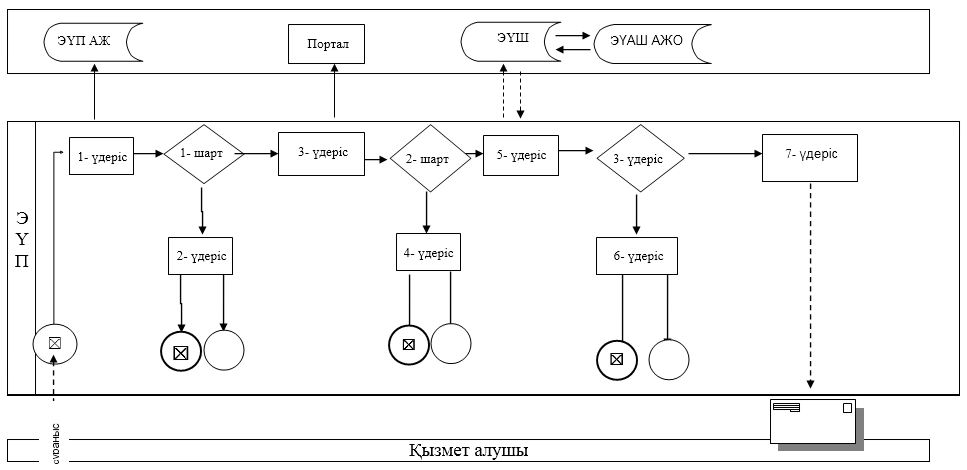 ЭҮП АЖ
Портал
ЭҮШ
ЭҮАШ АЖО
1- үдеріс
1- шарт
3- үдеріс
2- шарт
5- үдеріс
3- үдеріс
7- үдеріс
Э
Ү
П
2- үдеріс
4- үдеріс
6- үдеріс
сұраныс
Қызмет алушы